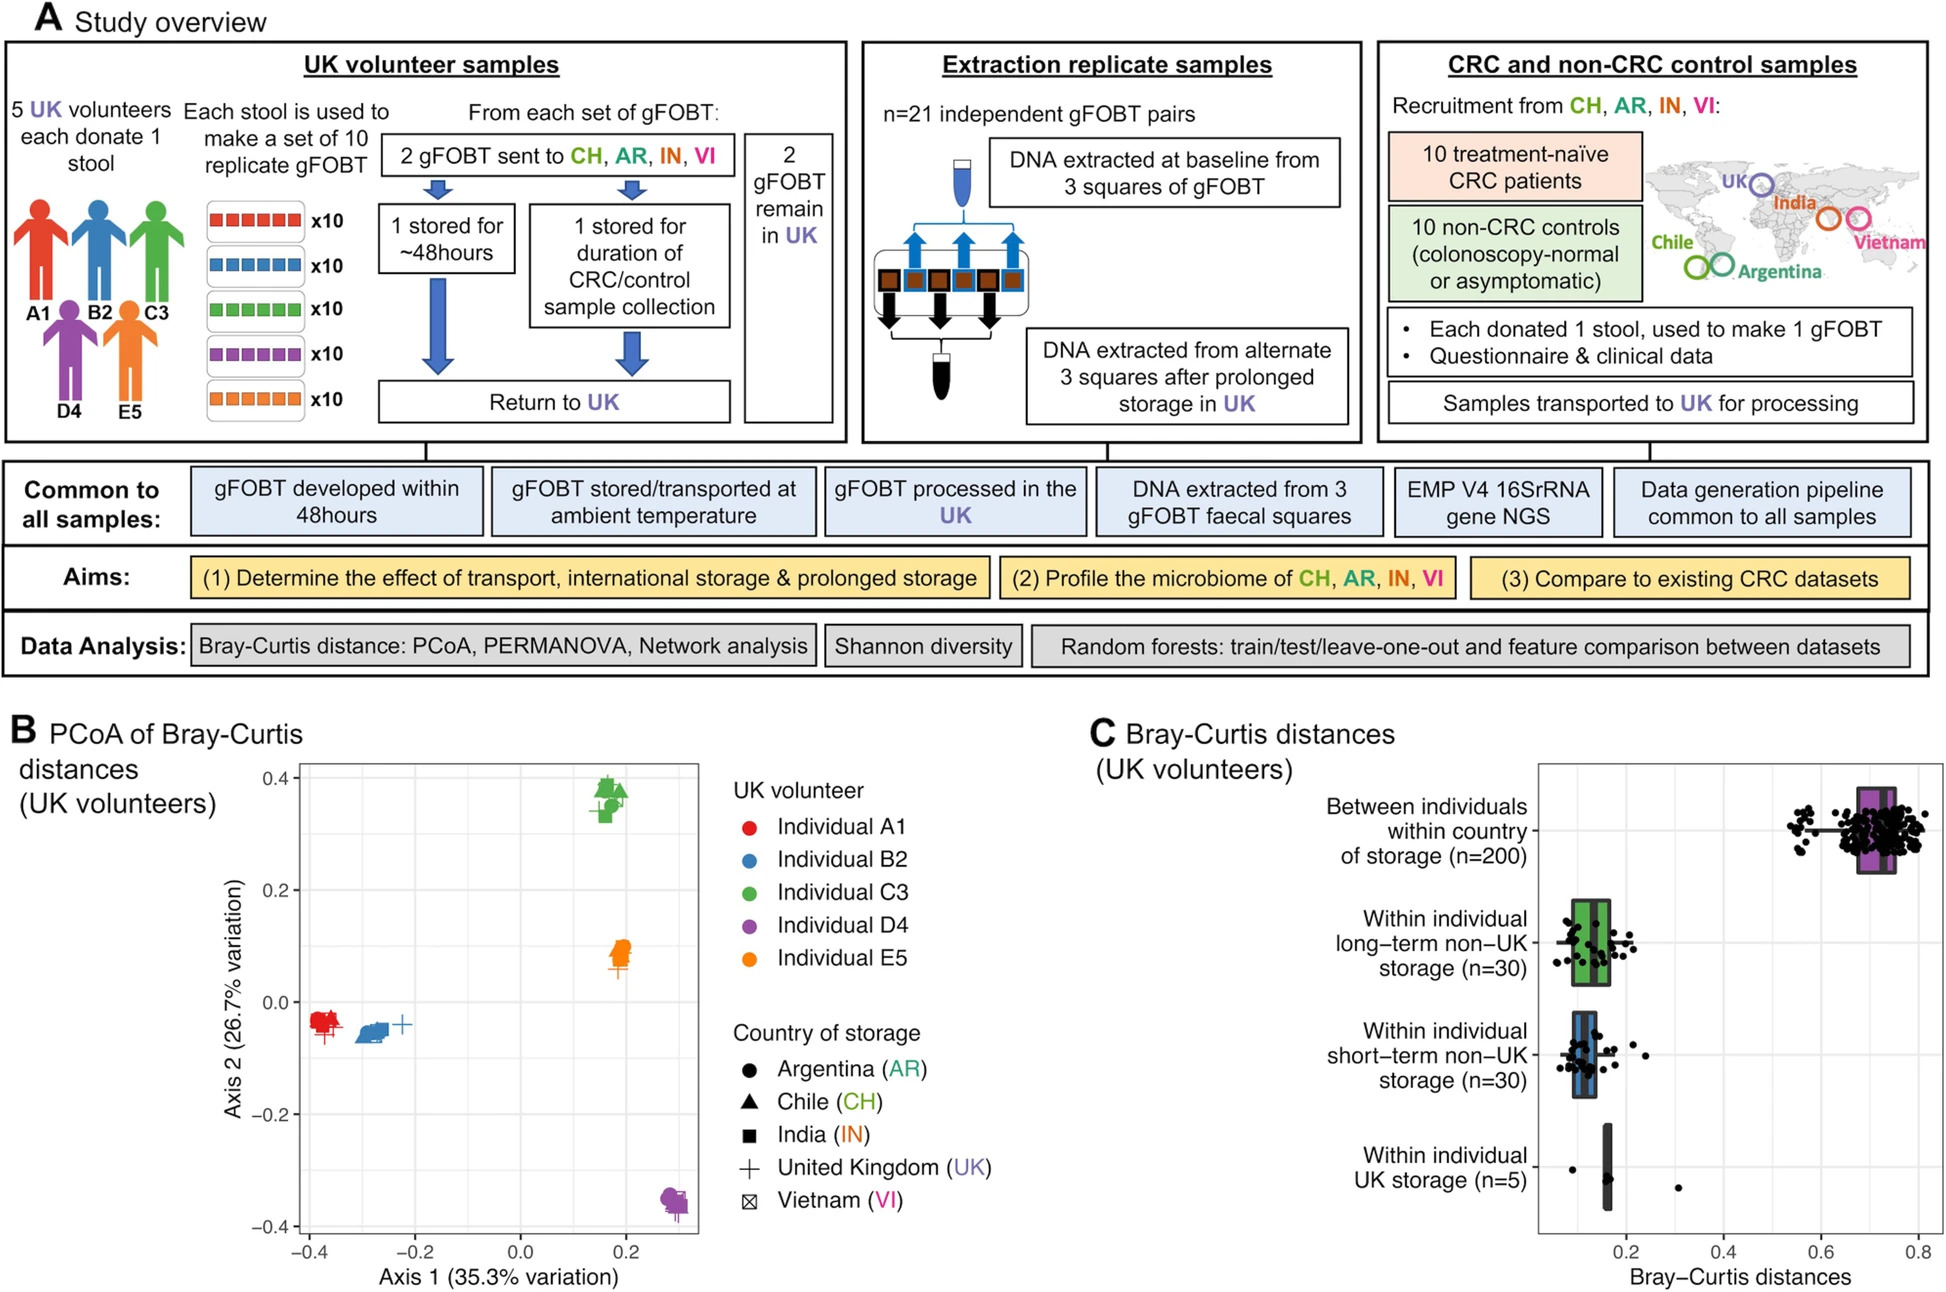 A Study overview
UK volunteer samples
5 UK volunteers
each donate 1
stool
A1
B2
C3
D4
E5
Each stool is used to
make a set of 10
replicate gFOBT
x10
x10
x10
x10
x10
From each set of gFOBT:
2 gFOBT sent to CH, AR, IN, VI
1 stored for
~48hours
1 stored for
duration of
CRC/control
sample collection
Return to UK
2
gFOBT
remain
in UK
Extraction replicate samples
n=21 independent gFOBT pairs
DNA extracted at baseline from
3 squares of gFOBT
DNA extracted from alternate
3 squares after prolonged
storage in UK
CRC and non-CRC control samples
Recruitment from CH, AR, IN, VI:
10 treatment-naïve
CRC patients
10 non-CRC controls
(colonoscopy-normal
or asymptomatic)
UK
India
Chile
Vietnam
Argentina
• Each donated 1 stool, used to make 1 gFOBT
• Questionnaire & clinical data
Samples transported to UK for processing
Common to
all samples:
gFOBT developed within
48hours
gFOBT stored/transported at
ambient temperature
gFOBT processed in the
UK
DNA extracted from 3
gFOBT faecal squares
EMP V4 16SrRNA
gene NGS
Data generation pipeline
common to all samples
Aims:
(1) Determine the effect of transport, international storage & prolonged storage
(2) Profile the microbiome of CH, AR, IN, VI
(3) Compare to existing CRC datasets
Data Analysis:
Bray-Curtis distance: PCoA, PERMANOVA, Network analysis
Shannon diversity
Random forests: train/test/leave-one-out and feature comparison between datasets
B PCoA of Bray-Curtis
distances
(UK volunteers)
0.4
0.2
0.0
−0.2
−0.4
Axis 2 (26.7% variation)
−0.4
−0.2
0.0
0.2
Axis 1 (35.3% variation)
UK volunteer
Individual A1
Individual B2
Individual C3
Individual D4
Individual E5
Country of storage
Argentina (AR)
Chile (CH)
India (IN)
United Kingdom (UK)
Vietnam (VI)
C Bray-Curtis distances
(UK volunteers)
Between individuals
within country
of storage (n=200)
Within individual
long−term non−UK
storage (n=30)
Within individual
short−term non−UK
storage (n=30)
Within individual
UK storage (n=5)
0.2
0.4
0.6
0.8
Bray−Curtis distances